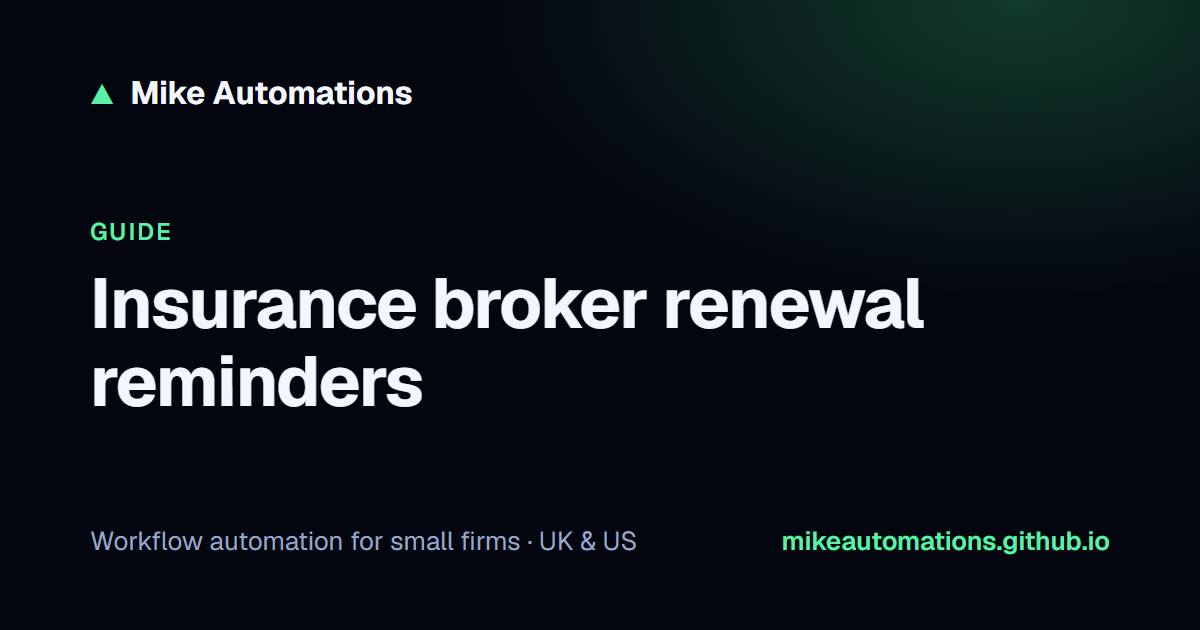 Mike Automations
GUIDE
Insurance broker renewal
reminders
Workflow automation for small firms · UK & US
mikeautomations.github.io